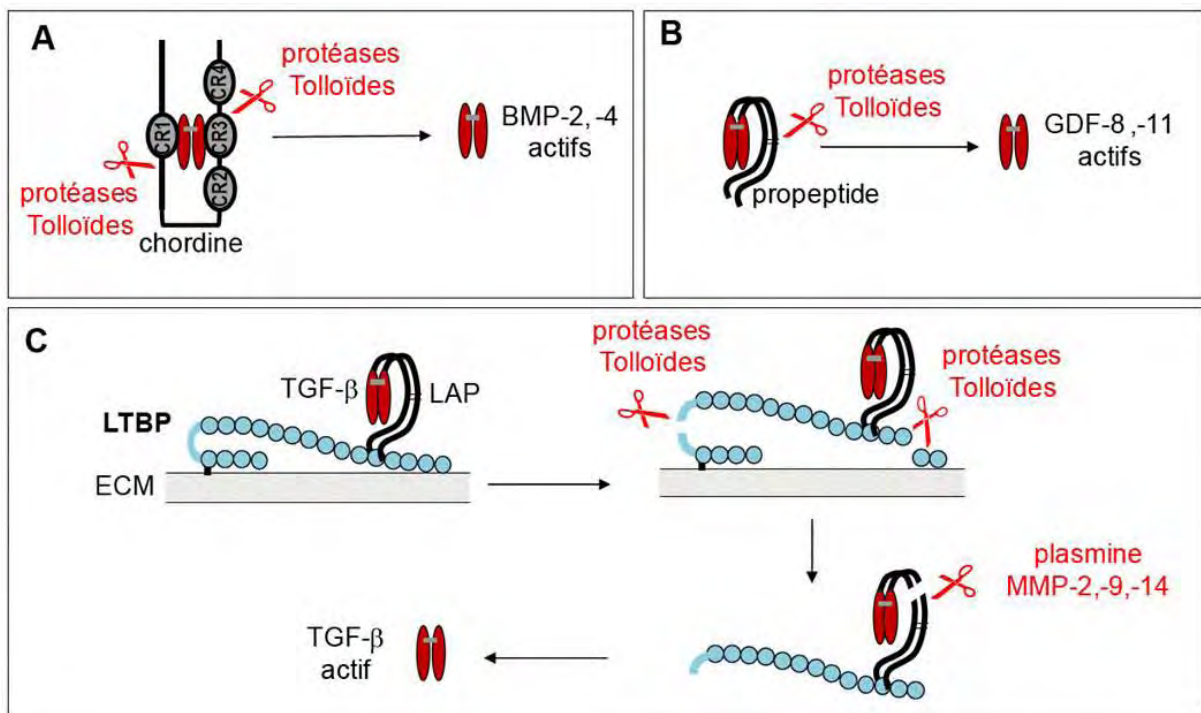 A
protéases
Tolloïdes
CR4
CR1
CR3
CR2
protéases
Tolloïdes
chordine
BMP-2, -4
actifs
B
protéases
Tolloïdes
propeptide
GDF-8 ,-11
actifs
C
TGF-β
LAP
LTBP
ECM
protéases
Tolloïdes
protéases
Tolloïdes
plasmine
MMP-2,-9,-14
TGF-β
actif